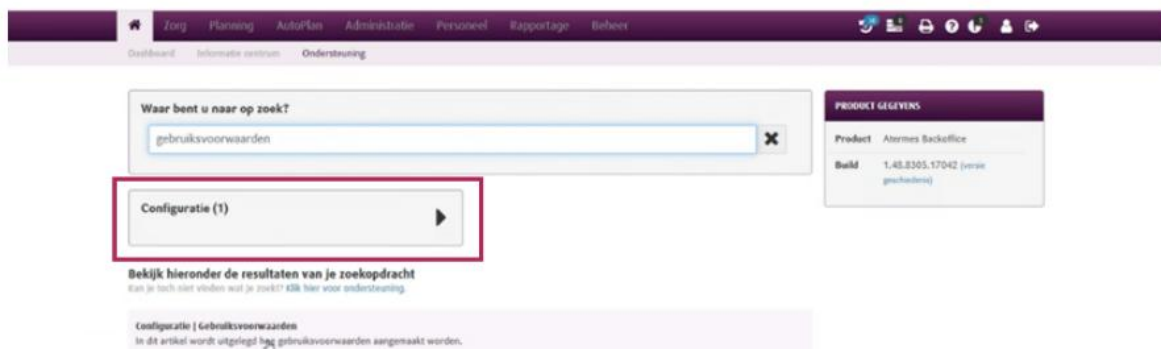 Zorg Planning AutoPlan Administratie Personeel Rapportage Beheer
Dashboard Informatie centrum Ondersteuning
Waar bent u naar op zoek?
gebruiksvoorwaarden
Configuratie (1)
Bekijk hieronder de resultaten van je zoekopdracht
Kan je toch niet vinden wat je zoekt? Klik hier voor ondersteuning.
Configuratie | Gebruiksvoorwaarden
In dit artikel wordt uitgelegd hoe gebruiksvoorwaarden aangemaakt worden.
PRODUCT GEGEVENS
Product Atermes Backoffice
Build 1.48.8305.17042 (versie
geschiedenis)